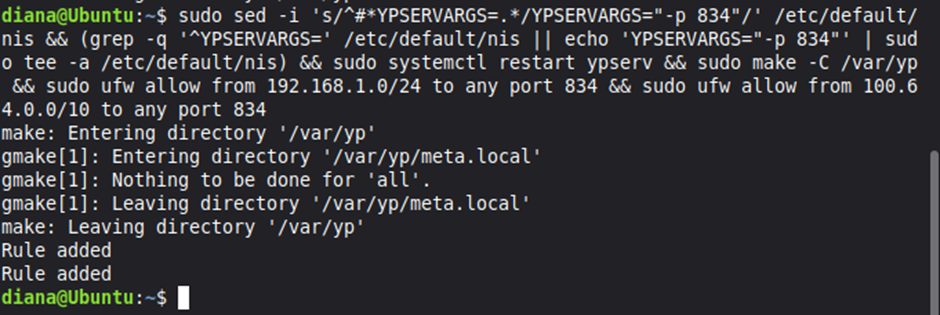 diana@Ubuntu:~$ sudo sed -i 's/^#*YPSERVARGS=.*/YPSERVARGS="-p 834"/' /etc/default/
nis && (grep -q '^YPSERVARGS=' /etc/default/nis || echo 'YPSERVARGS="-p 834"' | sud
o tee -a /etc/default/nis) && sudo systemctl restart ypserv && sudo make -C /var/yp
 && sudo ufw allow from 192.168.1.0/24 to any port 834 && sudo ufw allow from 100.6
4.0.0/10 to any port 834
make: Entering directory '/var/yp'
gmake[1]: Entering directory '/var/yp/meta.local'
gmake[1]: Nothing to be done for 'all'.
gmake[1]: Leaving directory '/var/yp/meta.local'
make: Leaving directory '/var/yp'
Rule added
Rule added
diana@Ubuntu:~$